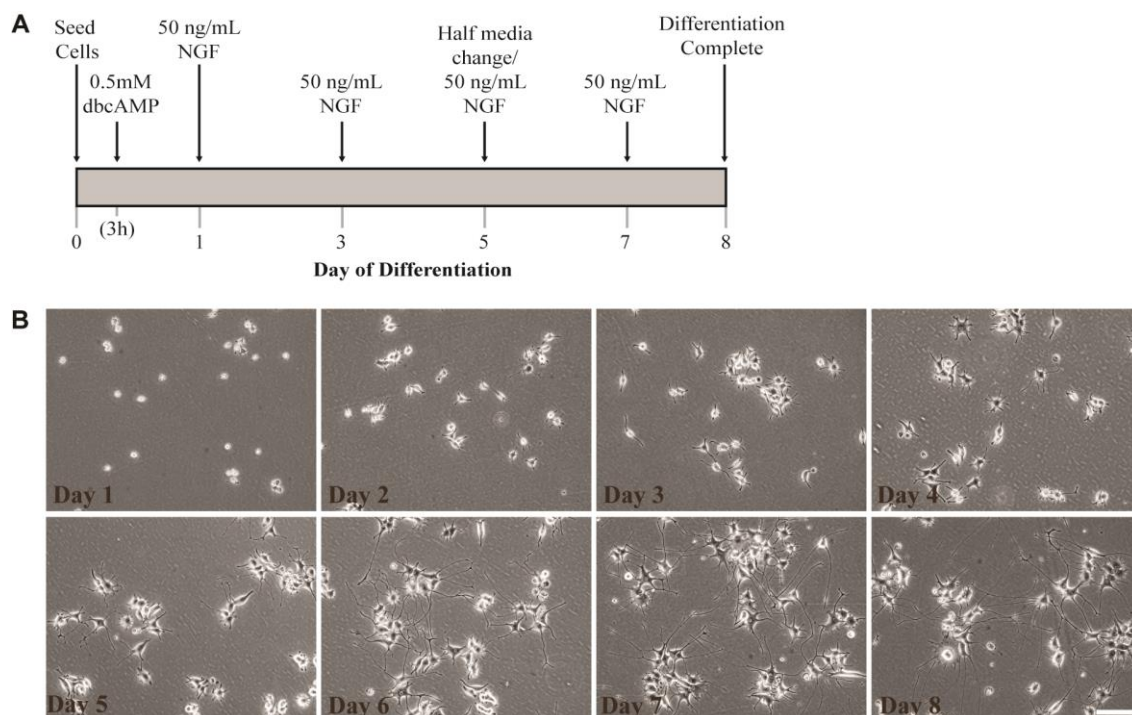 A
Seed
Cells
0.5mM
dbcAMP
50 ng/mL
NGF
50 ng/mL
NGF
Half media
change/
50 ng/mL
NGF
50 ng/mL
NGF
Differentiation
Complete
0
(3h)
1
3
5
7
8
Day of Differentiation
B
Day 1
Day 2
Day 3
Day 4
Day 5
Day 6
Day 7
Day 8